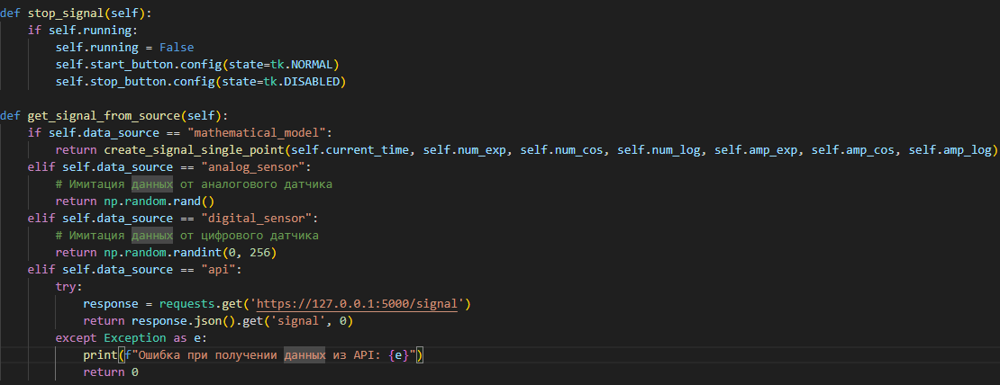 def stop_signal(self):
    if self.running:
        self.running = False
        self.start_button.config(state=tk.NORMAL)
        self.stop_button.config(state=tk.DISABLED)

def get_signal_from_source(self):
    if self.data_source == "mathematical_model":
        return create_signal_single_point(self.current_time, self.num_exp, self.num_cos, self.num_log, self.amp_exp, self.amp_cos, self.amp_log)
    elif self.data_source == "analog_sensor":
        # Имитация данных от аналогового датчика
        return np.random.rand()
    elif self.data_source == "digital_sensor":
        # Имитация данных от цифрового датчика
        return np.random.randint(0, 256)
    elif self.data_source == "api":
        try:
            response = requests.get('https://127.0.0.1:5000/signal')
            return response.json().get('signal', 0)
        except Exception as e:
            print(f"Ошибка при получении данных из API: {e}")
            return 0